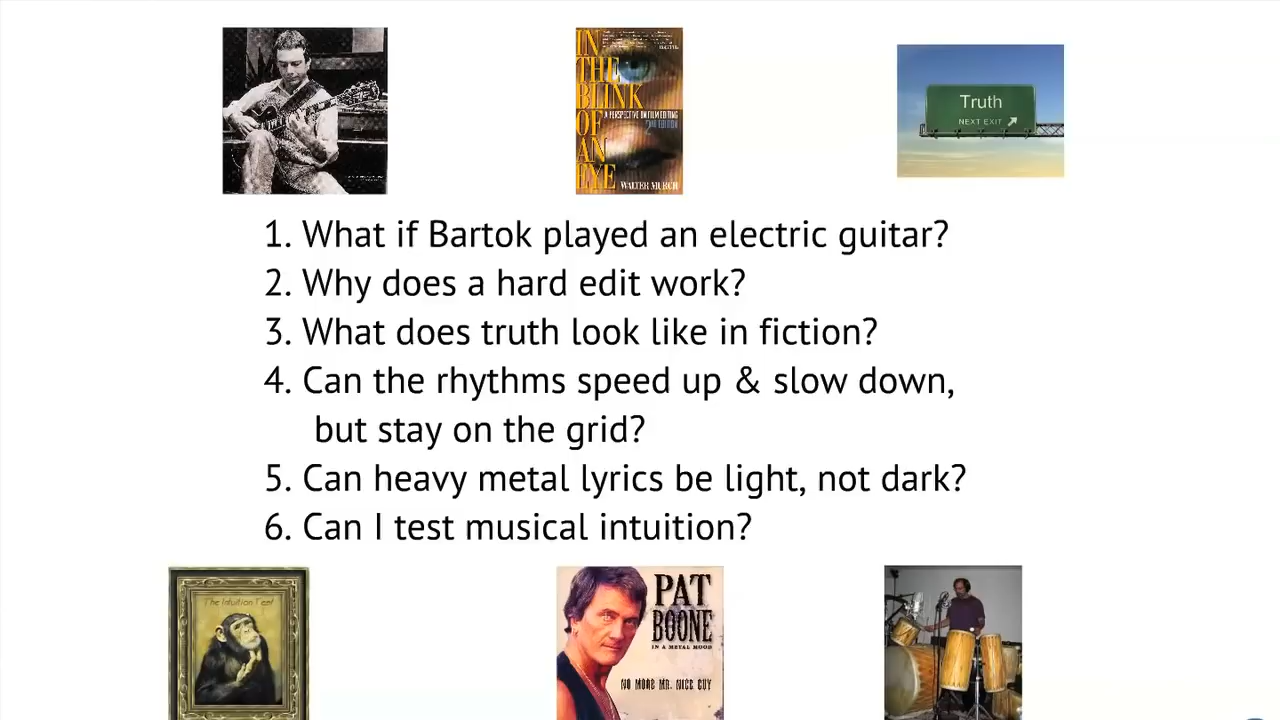 IN
THE
BLINK
OF
AN
EYE
A PERSPECTIVE ON FILM EDITING
2ND EDITION
WALTER MURCH
Truth
NEXT EXIT
1. What if Bartok played an electric guitar?
2. Why does a hard edit work?
3. What does truth look like in fiction?
4. Can the rhythms speed up & slow down,
but stay on the grid?
5. Can heavy metal lyrics be light, not dark?
6. Can I test musical intuition?
The Intuition Test
PAT
BOONE
IN A METAL MOOD
NO MORE MR. NICE GUY